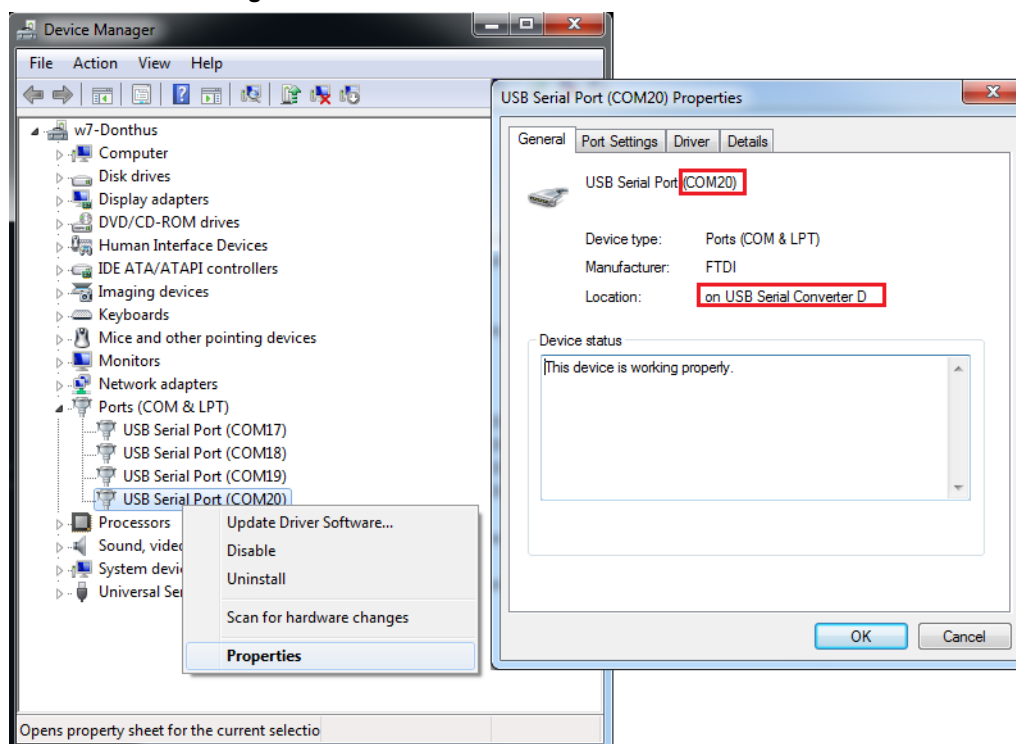 Device Manager
File Action View Help
w7-Donthus
Computer
Disk drives
Display adapters
DVD/CD-ROM drives
Human Interface Devices
IDE ATA/ATAPI controllers
Imaging devices
Keyboards
Mice and other pointing devices
Monitors
Network adapters
Ports (COM & LPT)
USB Serial Port (COM17)
USB Serial Port (COM18)
USB Serial Port (COM19)
USB Serial Port (COM20)
Processors
Sound, video
System devi
Universal Se
Update Driver Software...
Disable
Uninstall
Scan for hardware changes
Properties
Opens property sheet for the current selectio
USB Serial Port (COM20) Properties
General Port Settings Driver Details
USB Serial Port (COM20)
Device type: Ports (COM & LPT)
Manufacturer: FTDI
Location: on USB Serial Converter D
Device status
This device is working properly.
OK Cancel